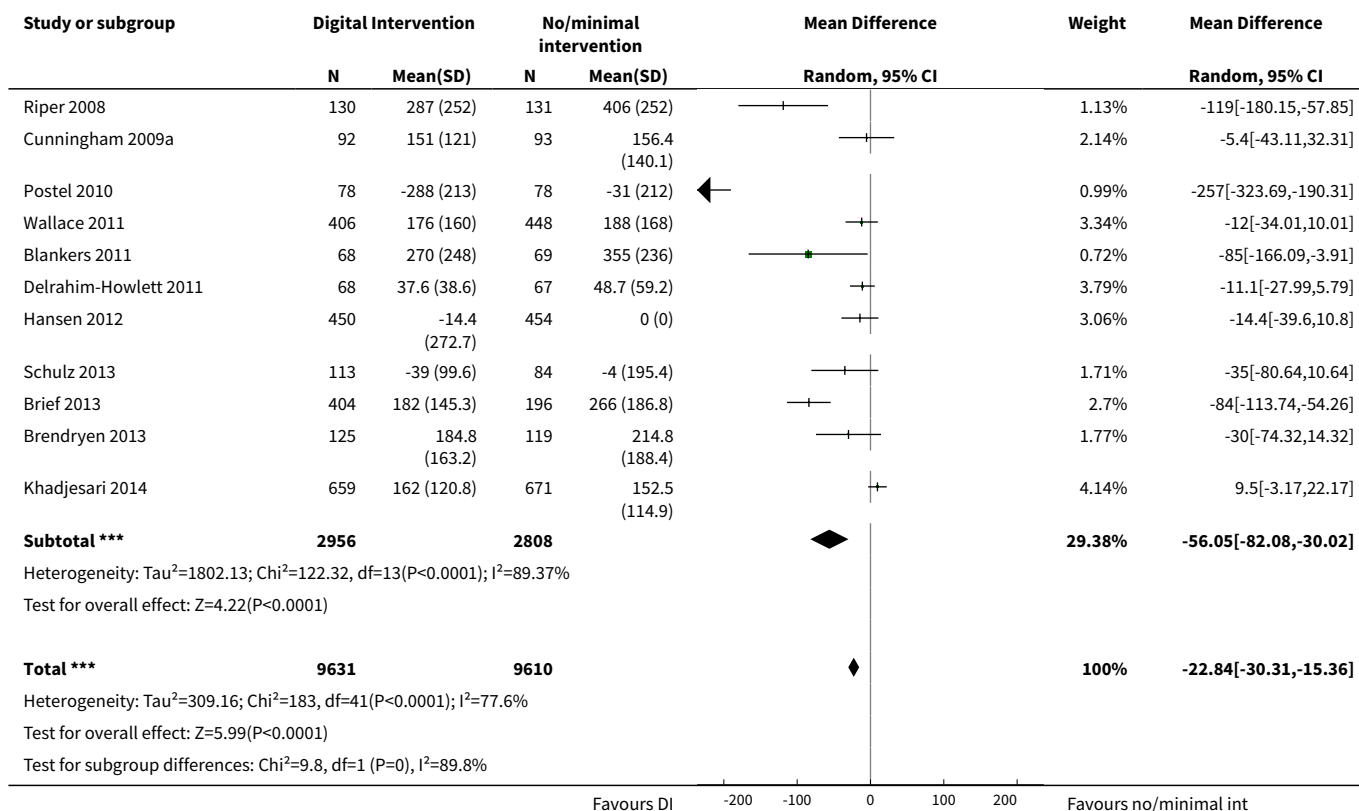 Study or subgroup Digital Intervention No/minimal intervention Mean Difference Weight Mean Difference
N Mean(SD) N Mean(SD) Random, 95% CI Random, 95% CI
Riper 2008 130 287 (252) 131 406 (252) 1.13% -119[-180.15,-57.85]
Cunningham 2009a 92 151 (121) 93 156.4 (140.1) 2.14% -5.4[-43.11,32.31]
Postel 2010 78 -288 (213) 78 -31 (212) 0.99% -257[-323.69,-190.31]
Wallace 2011 406 176 (160) 448 188 (168) 3.34% -12[-34.01,10.01]
Blankers 2011 68 270 (248) 69 355 (236) 0.72% -85[-166.09,-3.91]
Delrahim-Howlett 2011 68 37.6 (38.6) 67 48.7 (59.2) 3.79% -11.1[-27.99,5.79]
Hansen 2012 450 -14.4 (272.7) 454 0 (0) 3.06% -14.4[-39.6,10.8]
Schulz 2013 113 -39 (99.6) 84 -4 (195.4) 1.71% -35[-80.64,10.64]
Brief 2013 404 182 (145.3) 196 266 (186.8) 2.7% -84[-113.74,-54.26]
Brendryen 2013 125 184.8 (163.2) 119 214.8 (188.4) 1.77% -30[-74.32,14.32]
Khadjesari 2014 659 162 (120.8) 671 152.5 (114.9) 4.14% 9.5[-3.17,22.17]
Subtotal *** 2956 2808 29.38% -56.05[-82.08,-30.02]
Heterogeneity: Tau²=1802.13; Chi²=122.32, df=13(P<0.0001); I²=89.37%
Test for overall effect: Z=4.22(P<0.0001)
Total *** 9631 9610 100% -22.84[-30.31,-15.36]
Heterogeneity: Tau²=309.16; Chi²=183, df=41(P<0.0001); I²=77.6%
Test for overall effect: Z=5.99(P<0.0001)
Test for subgroup differences: Chi²=9.8, df=1 (P=0), I²=89.8%
Favours DI -200 -100 0 100 200 Favours no/minimal int